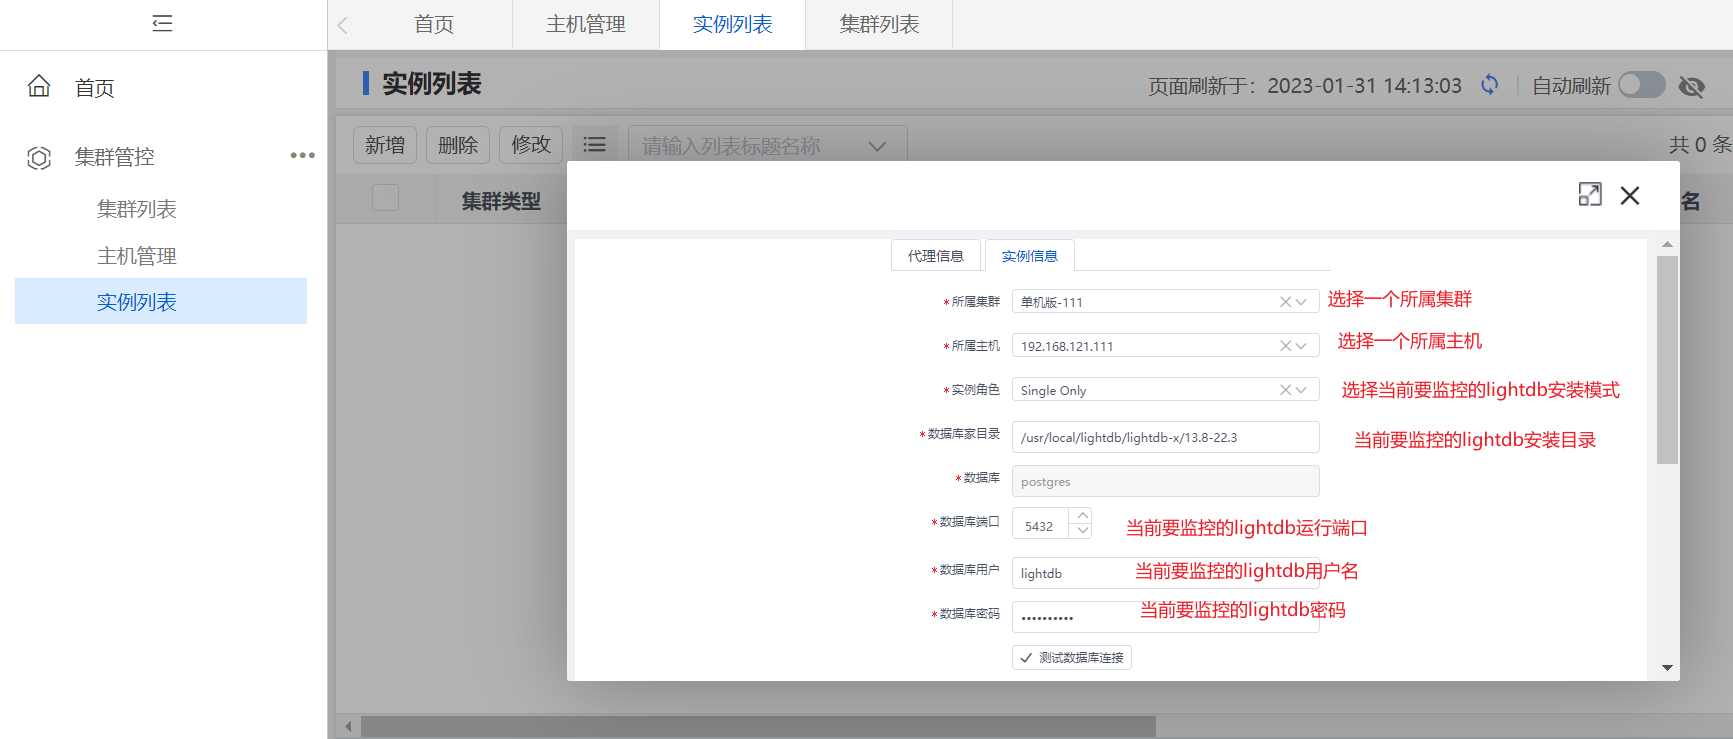 首页
主机管理
实例列表
集群列表
首页
集群管控
集群列表
主机管理
实例列表
实例列表
页面刷新于：2023-01-31 14:13:03
自动刷新
新增
删除
修改
请输入列表标题名称
共 0 条
集群类型
名
代理信息
实例信息
*所属集群 单机版-111 选择一个所属集群
*所属主机 192.168.121.111 选择一个所属主机
*实例角色 Single Only 选择当前要监控的lightdb安装模式
*数据库家目录 /usr/local/lightdb/lightdb-x/13.8-22.3 当前要监控的lightdb安装目录
*数据库 postgres
*数据库端口 5432 当前要监控的lightdb运行端口
*数据库用户 lightdb 当前要监控的lightdb用户名
*数据库密码 •••••••••• 当前要监控的lightdb密码
测试数据库连接